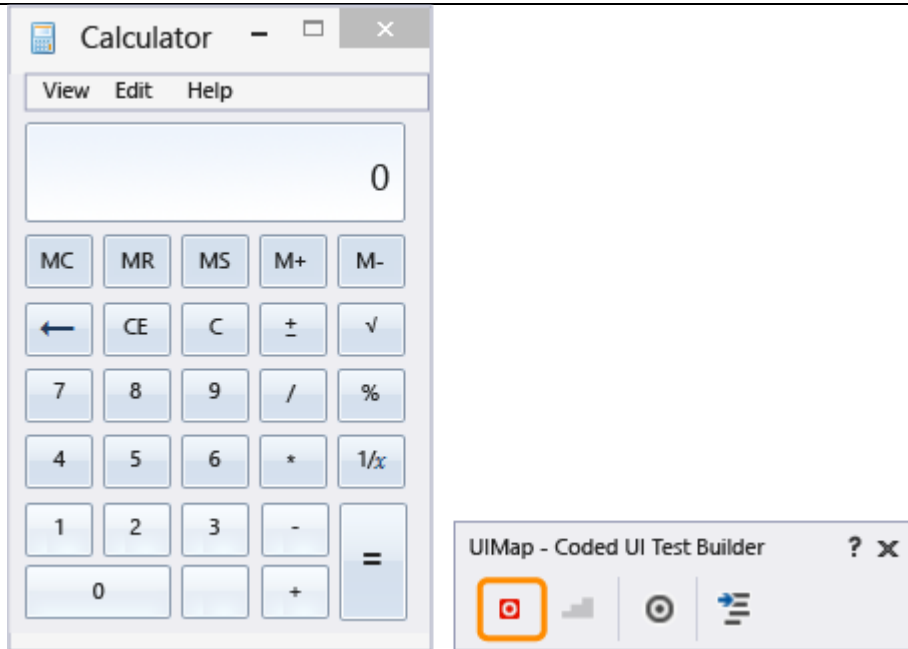 Calculator
View Edit Help
0
MC MR MS M+ M-
← CE C ± √
7 8 9 / %
4 5 6 * 1/x
1 2 3 -
=
0 +
UIMap - Coded UI Test Builder ? x